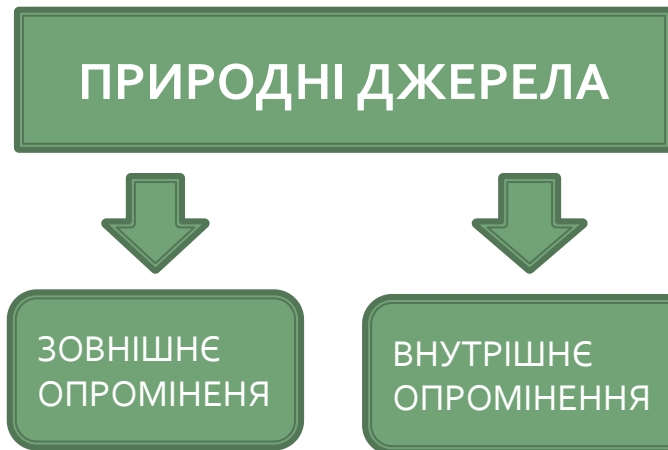 ПРИРОДНІ ДЖЕРЕЛА
ЗОВНІШНЄ
ОПРОМІНЕНЯ
ВНУТРІШНЄ
ОПРОМІНЕННЯ